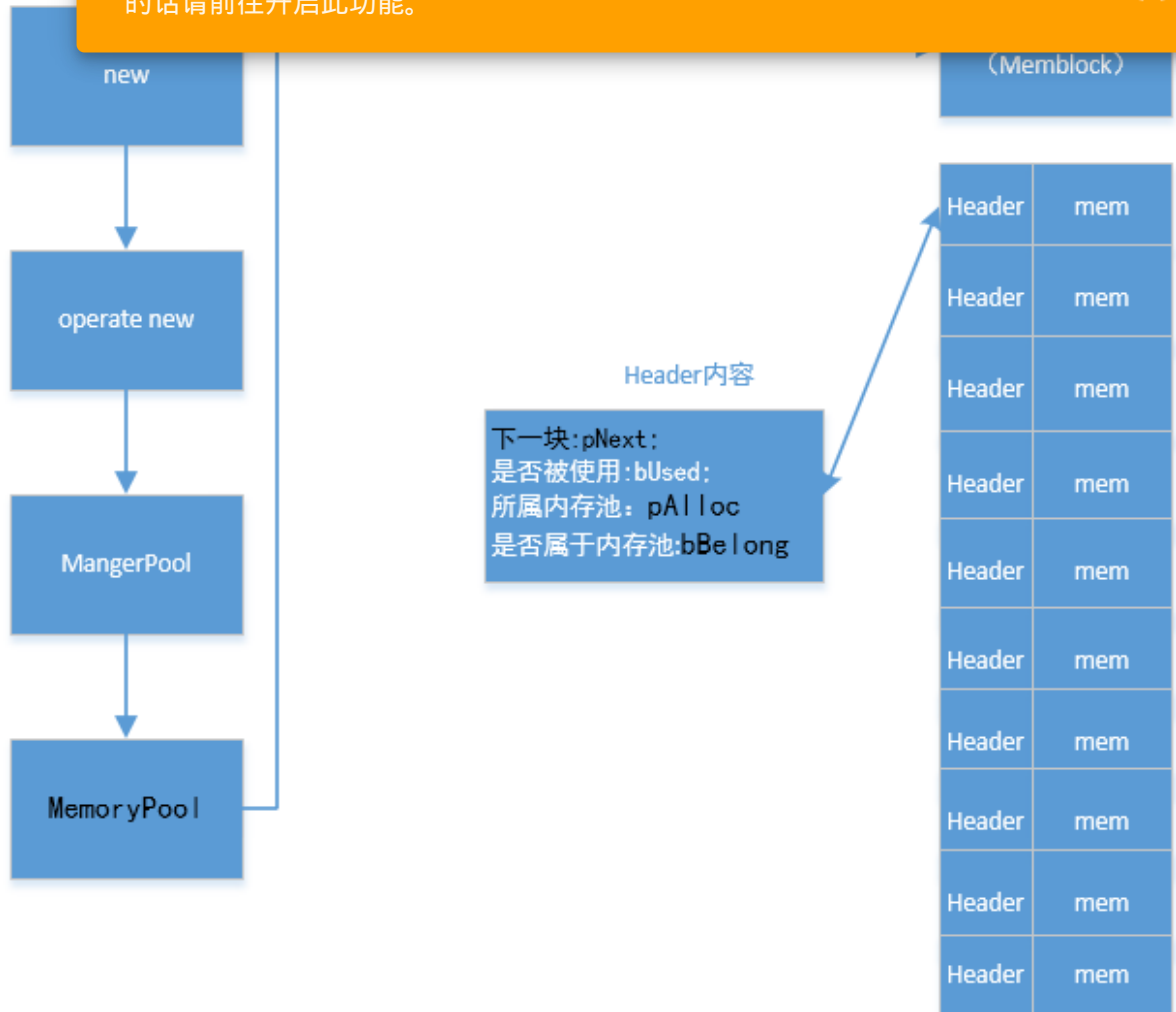 的话请前往开启此功能。
new
（Memblock）
operate new
MangerPool
MemoryPool
Header内容
下一块:pNext;
是否被使用:bUsed;
所属内存池：pAlloc
是否属于内存池:bBelong
Header mem
Header mem
Header mem
Header mem
Header mem
Header mem
Header mem
Header mem
Header mem
Header mem